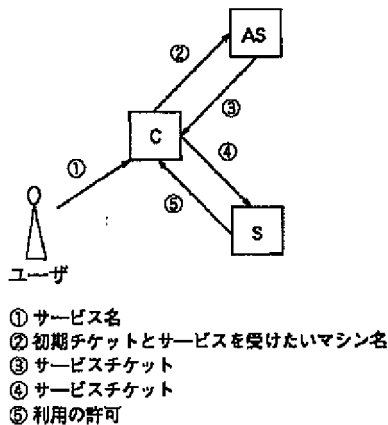 AS
②
③
C
①
④
⑤
S
ユーザ
① サービス名
② 初期チケットとサービスを受けたいマシン名
③ サービスチケット
④ サービスチケット
⑤ 利用の許可